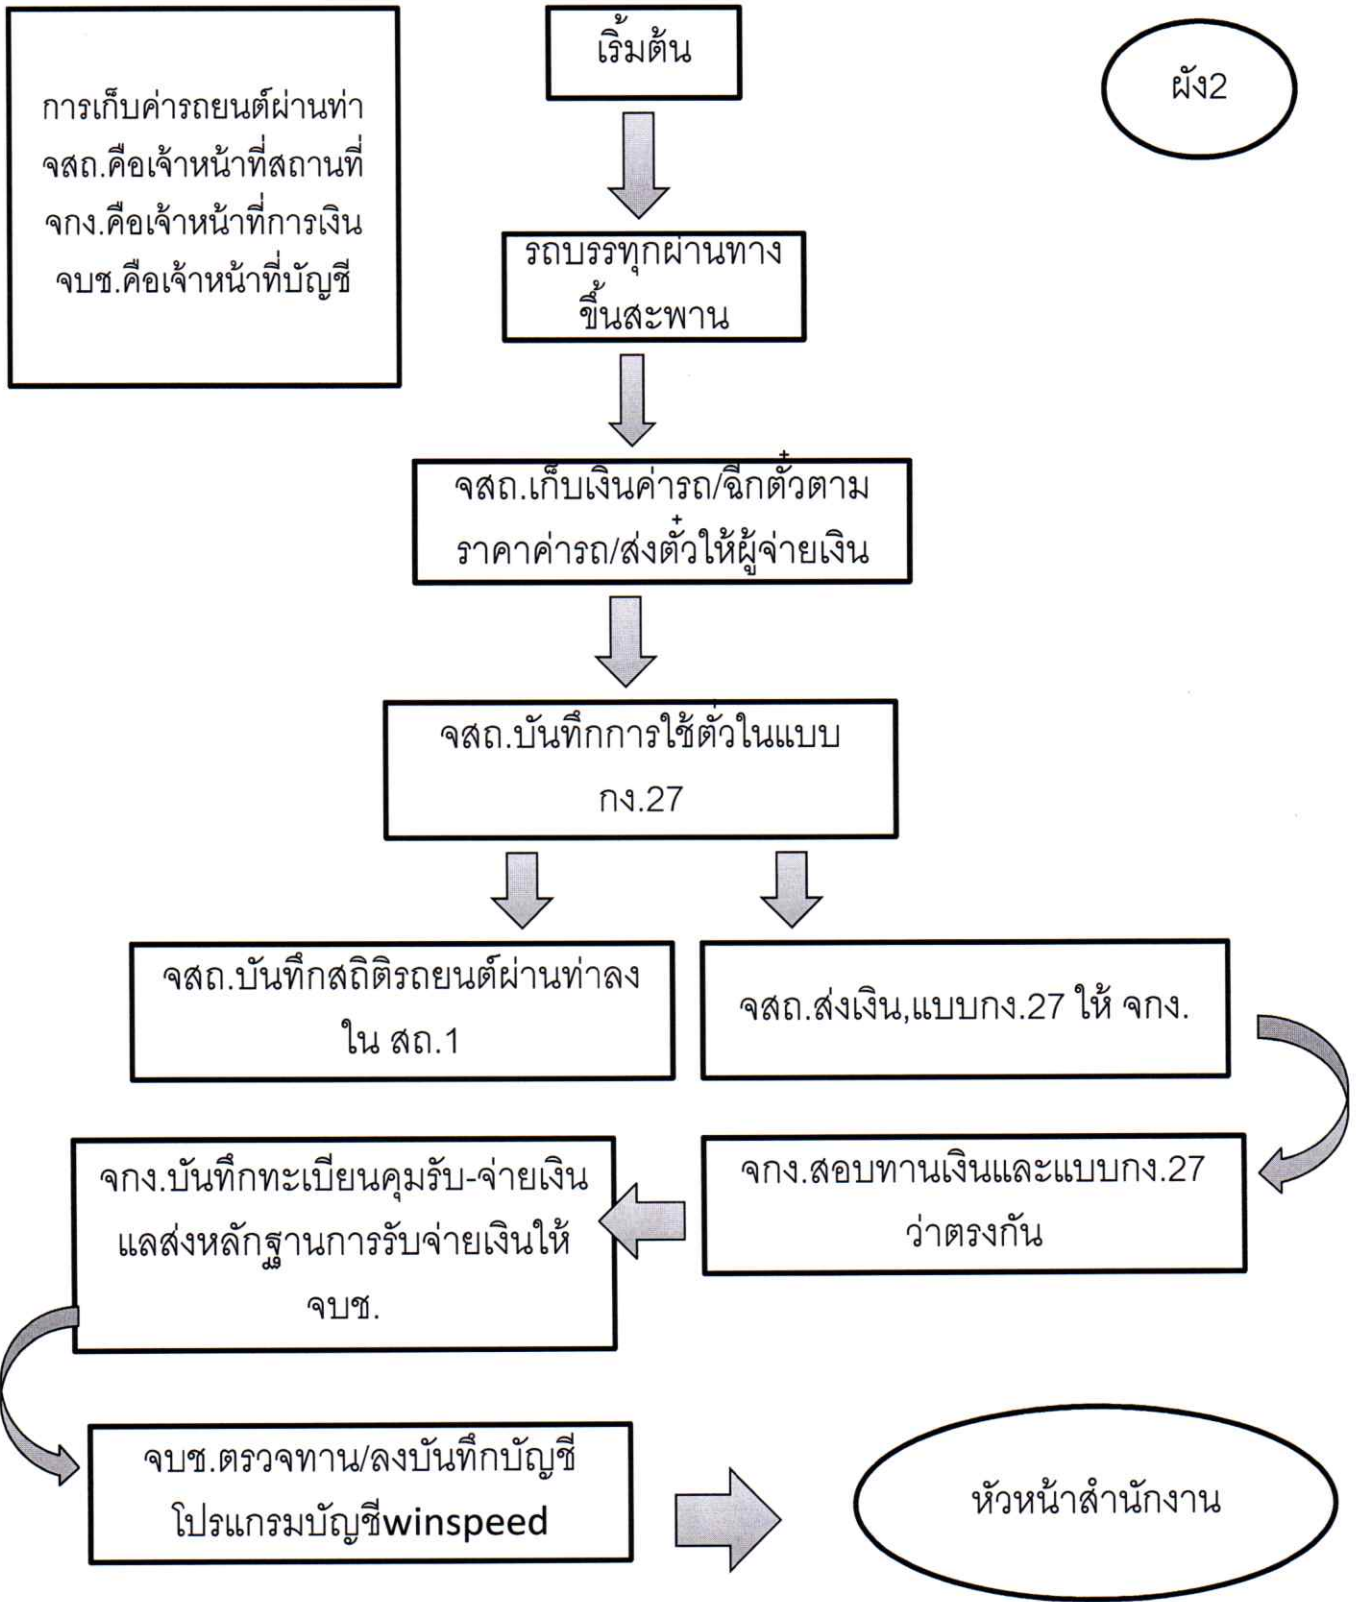 เริ่มต้น
ผัง2
การเก็บค่ารถยนต์ผ่านท่า
จสถ.คือเจ้าหน้าที่สถานที่
จกง.คือเจ้าหน้าที่การเงิน
จบช.คือเจ้าหน้าที่บัญชี
รถบรรทุกผ่านทาง
ขึ้นสะพาน
จสถ.เก็บเงินค่ารถ/ฉีกตั๋วตาม
ราคาค่ารถ/ส่งตั๋วให้ผู้จ่ายเงิน
จสถ.บันทึกการใช้ตั๋วในแบบ
กง.27
จสถ.บันทึกสถิติรถยนต์ผ่านท่าลง
ใน สถ.1
จสถ.ส่งเงิน,แบบกง.27 ให้ จกง.
จกง.สอบทานเงินและแบบกง.27
ว่าตรงกัน
จกง.บันทึกทะเบียนคุมรับ-จ่ายเงิน
แลส่งหลักฐานการรับจ่ายเงินให้
จบช.
จบช.ตรวจทาน/ลงบันทึกบัญชี
โปรแกรมบัญชีwinspeed
หัวหน้าสำนักงาน